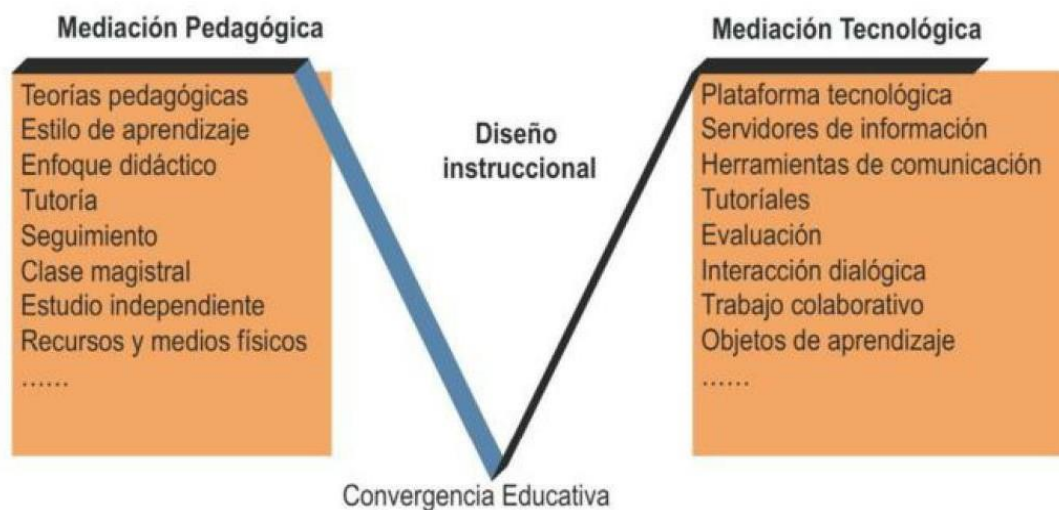 Mediación Pedagógica
Teorías pedagógicas
Estilo de aprendizaje
Enfoque didáctico
Tutoría
Seguimiento
Clase magistral
Estudio independiente
Recursos y medios físicos
......
Diseño
instruccional
Mediación Tecnológica
Plataforma tecnológica
Servidores de información
Herramientas de comunicación
Tutoríales
Evaluación
Interacción dialógica
Trabajo colaborativo
Objetos de aprendizaje
......
Convergencia Educativa